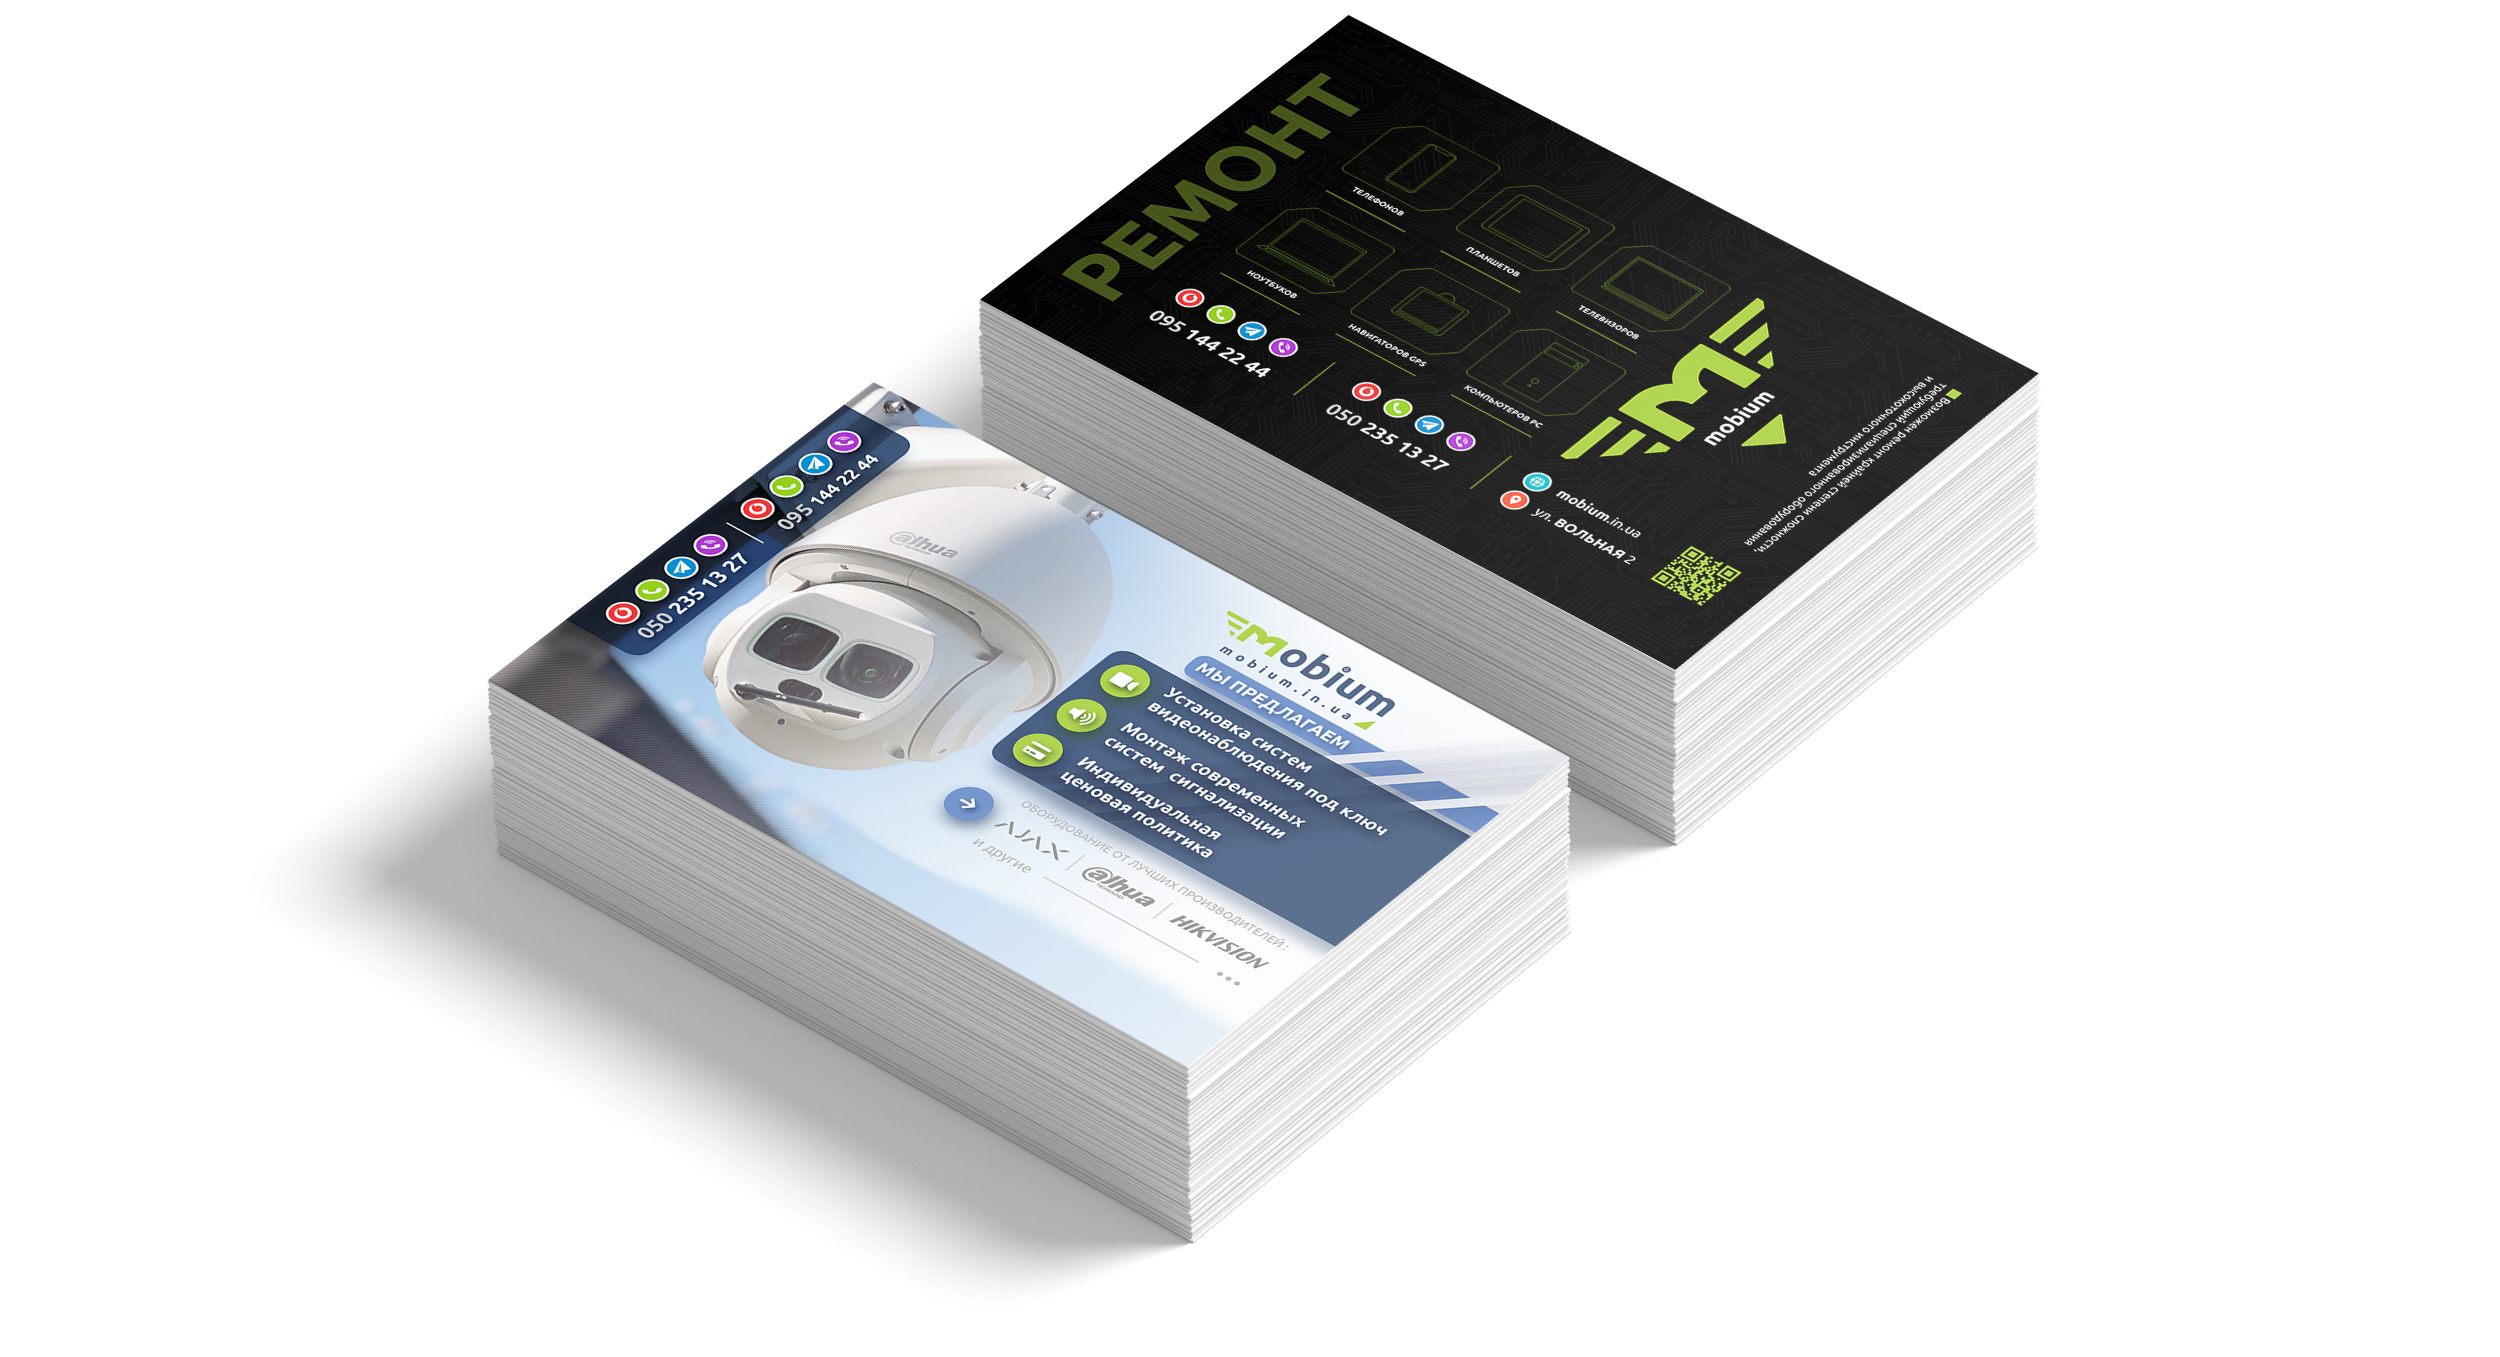 РЕМОНТ
ТЕЛЕФОНОВ
ПЛАНШЕТОВ
ТЕЛЕВИЗОРОВ
НОУТБУКОВ
НАВИГАТОРОВ GPS
КОМПЬЮТЕРОВ PC
095 144 22 44
050 235 13 27
mobium.in.ua
ул. ВОЛЬНАЯ 2
M
mobium
Возможен ремонт крайней степени сложности,
требующий специализированного оборудования
и высокоточного инструмента
095 144 22 44
050 235 13 27
alhua
Mobium
mobium.in.ua
МЫ ПРЕДЛАГАЕМ
Установка систем
видеонаблюдения под ключ
Монтаж современных
систем сигнализации
Индивидуальная
ценовая политика
ОБОРУДОВАНИЕ ОТ ЛУЧШИХ ПРОИЗВОДИТЕЛЕЙ:
AJAX | alhua TECHNOLOGY | HIKVISION
и другие ...